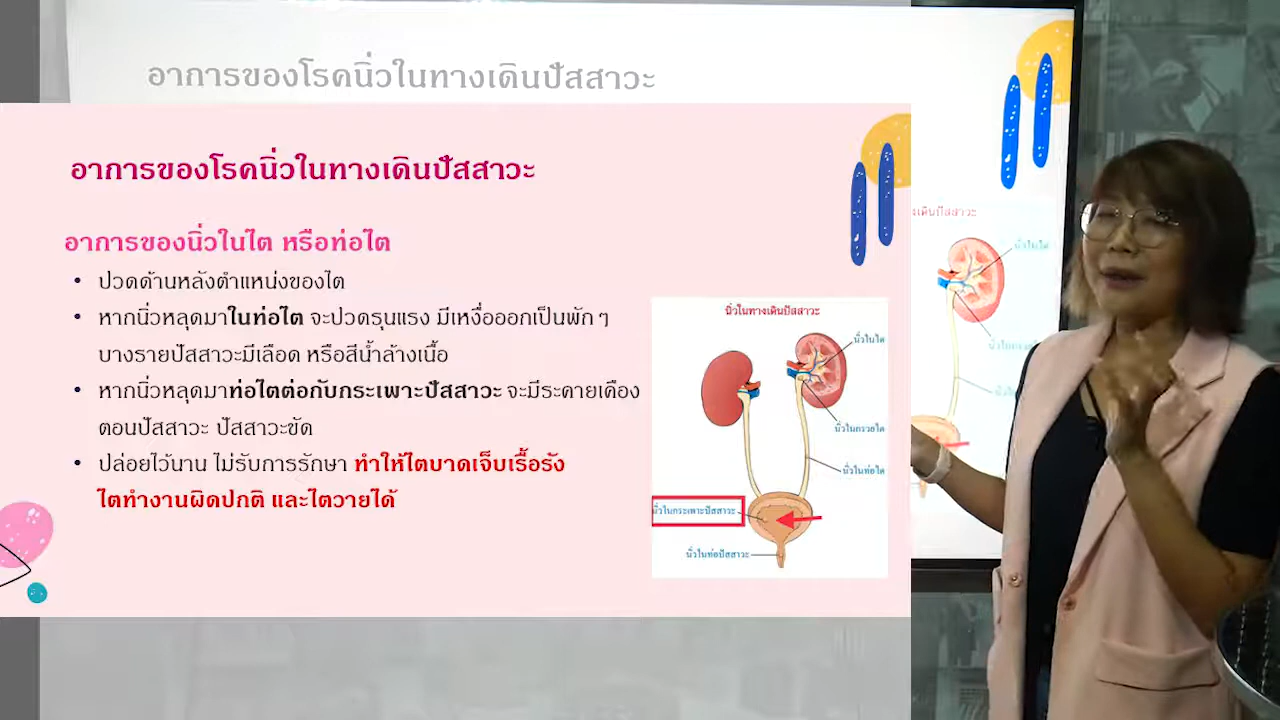 อาการของโรคนิ่วในทางเดินปัสสาวะ
อาการของโรคนิ่วในทางเดินปัสสาวะ
อาการของนิ่วในไต หรือท่อไต
• ปวดด้านหลังตำแหน่งของไต
• หากนิ่วหลุดมาในท่อไต จะปวดรุนแรง มีเหงื่อออกเป็นพัก ๆ
บางรายปัสสาวะมีเลือด หรือสีน้ำล้างเนื้อ
• หากนิ่วหลุดมาท่อไตต่อกับกระเพาะปัสสาวะ จะมีระคายเคือง
ตอนปัสสาวะ ปัสสาวะขัด
• ปล่อยไว้นาน ไม่รับการรักษา ทำให้ไตบาดเจ็บเรื้อรัง
ไตทำงานผิดปกติ และไตวายได้
นิ่วในทางเดินปัสสาวะ
นิ่วในไต
นิ่วในกรวยไต
นิ่วในท่อไต
นิ่วในกระเพาะปัสสาวะ
นิ่วในท่อปัสสาวะ
นิ่วในไต